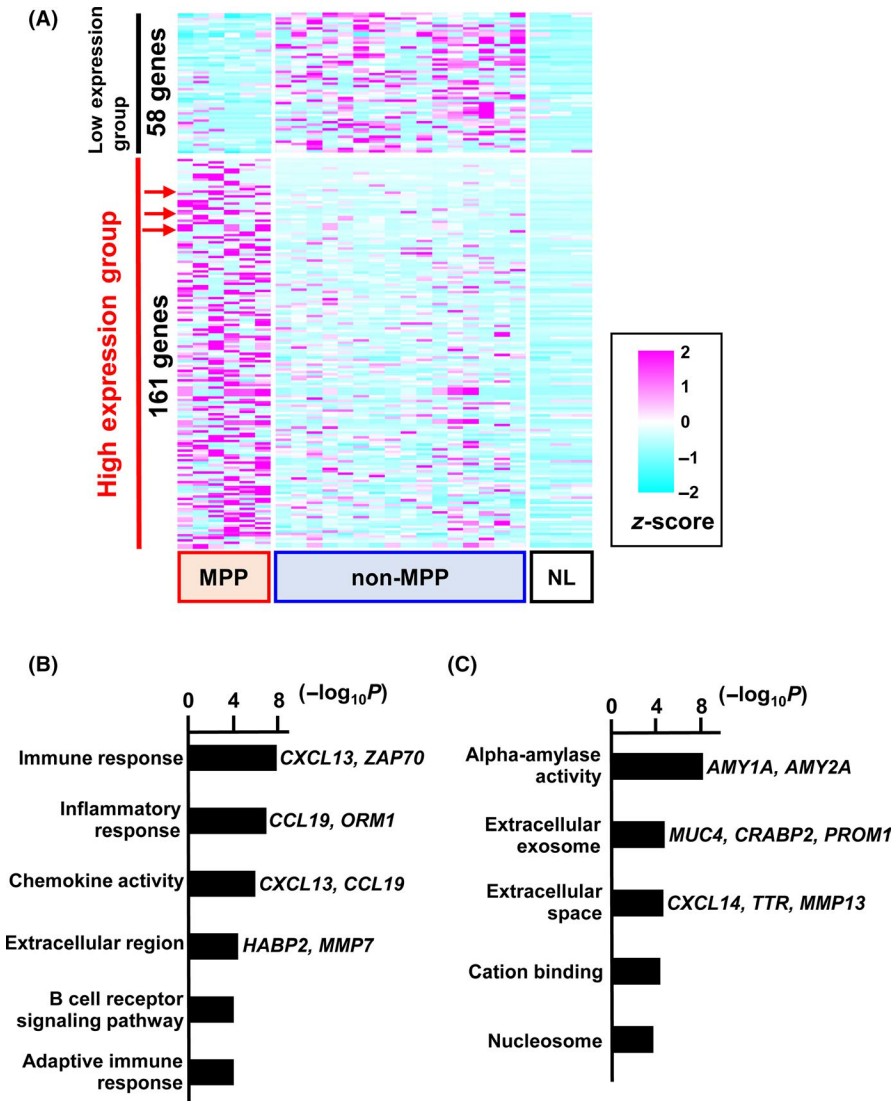 (A)
Low expression
group
58 genes
High expression group
161 genes
MPP
non-MPP
NL
2
1
0
−1
−2
z-score
(B)
0 4 8 (−log10P)
Immune response CXCL13, ZAP70
Inflammatory
response CCL19, ORM1
Chemokine activity CXCL13, CCL19
Extracellular region HABP2, MMP7
B cell receptor
signaling pathway
Adaptive immune
response
(C)
0 4 8 (−log10P)
Alpha-amylase
activity AMY1A, AMY2A
Extracellular
exosome MUC4, CRABP2, PROM1
Extracellular
space CXCL14, TTR, MMP13
Cation binding
Nucleosome